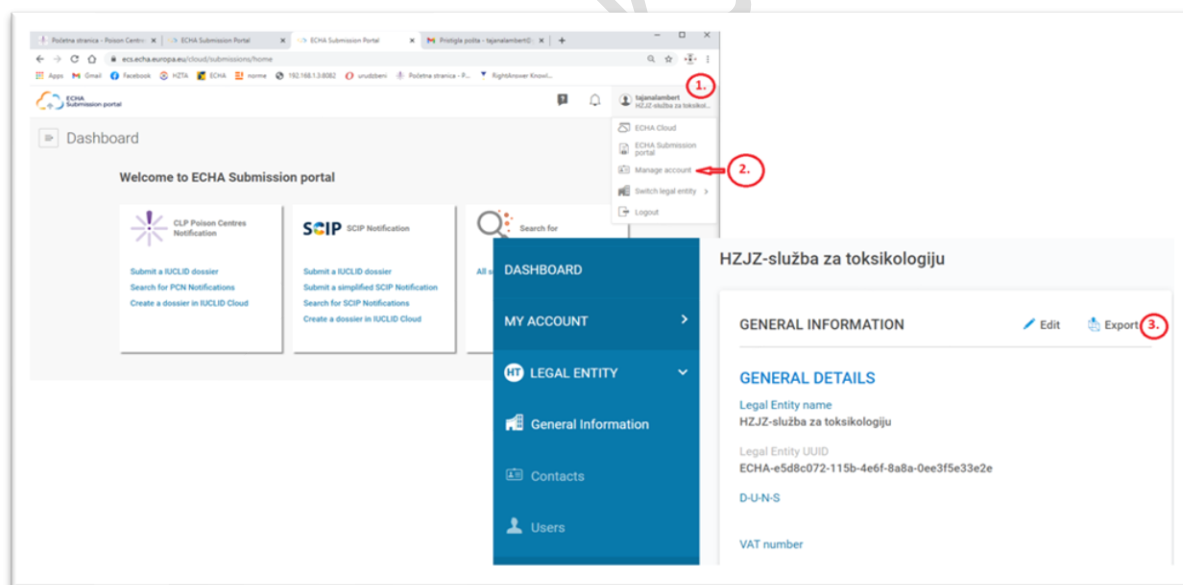 Početna stranica - Poison Centr
ECHA Submission Portal
ECHA Submission Portal
Pristigla pošta - tajanalambert@
ecs.echa.europa.eu/cloud/submissions/home
Apps Gmail Facebook HZTA ECHA norme 192.168.1.3:8082 urudzbeni Početna stranica - P... RightAnswer Knowl...
1.
ECHA
Submission portal
tajanalambert
HZJZ-služba za toksikol...
Dashboard
ECHA Cloud
ECHA Submission
portal
Manage account
2.
Switch legal entity
Logout
Welcome to ECHA Submission portal
CLP Poison Centres
Notification
Submit a IUCLID dossier
Search for PCN Notifications
Create a dossier in IUCLID Cloud
SCIP SCIP Notification
Submit a IUCLID dossier
Submit a simplified SCIP Notification
Search for SCIP Notifications
Create a dossier in IUCLID Cloud
Search for
All s
DASHBOARD
MY ACCOUNT
HT LEGAL ENTITY
General Information
Contacts
Users
HZJZ-služba za toksikologiju
GENERAL INFORMATION
Edit
Export
3.
GENERAL DETAILS
Legal Entity name
HZJZ-služba za toksikologiju
Legal Entity UUID
ECHA-e5d8c072-115b-4e6f-8a8a-0ee3f5e33e2e
D-U-N-S
VAT number